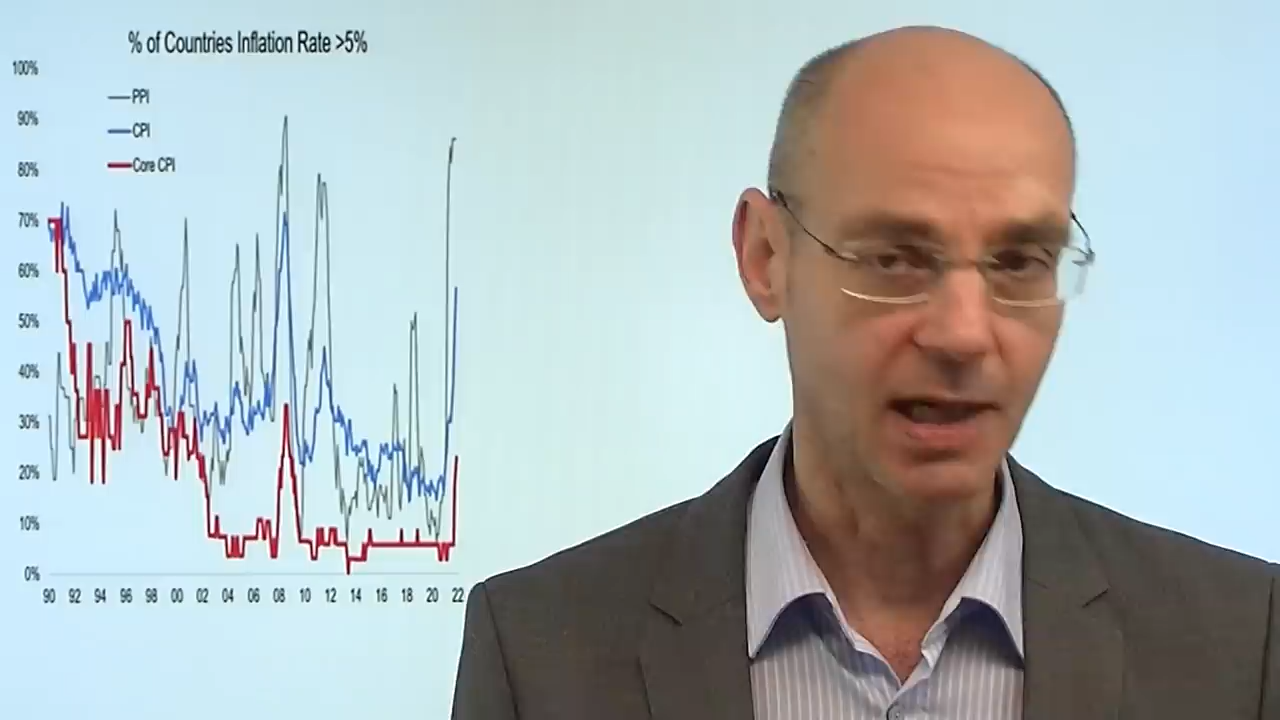 % of Countries Inflation Rate >5%
100%
PPI
90%
CPI
Core CPI
80%
70%
60%
50%
40%
30%
20%
10%
0%
90 92 94 96 98 00 02 04 06 08 10 12 14 16 18 20 22